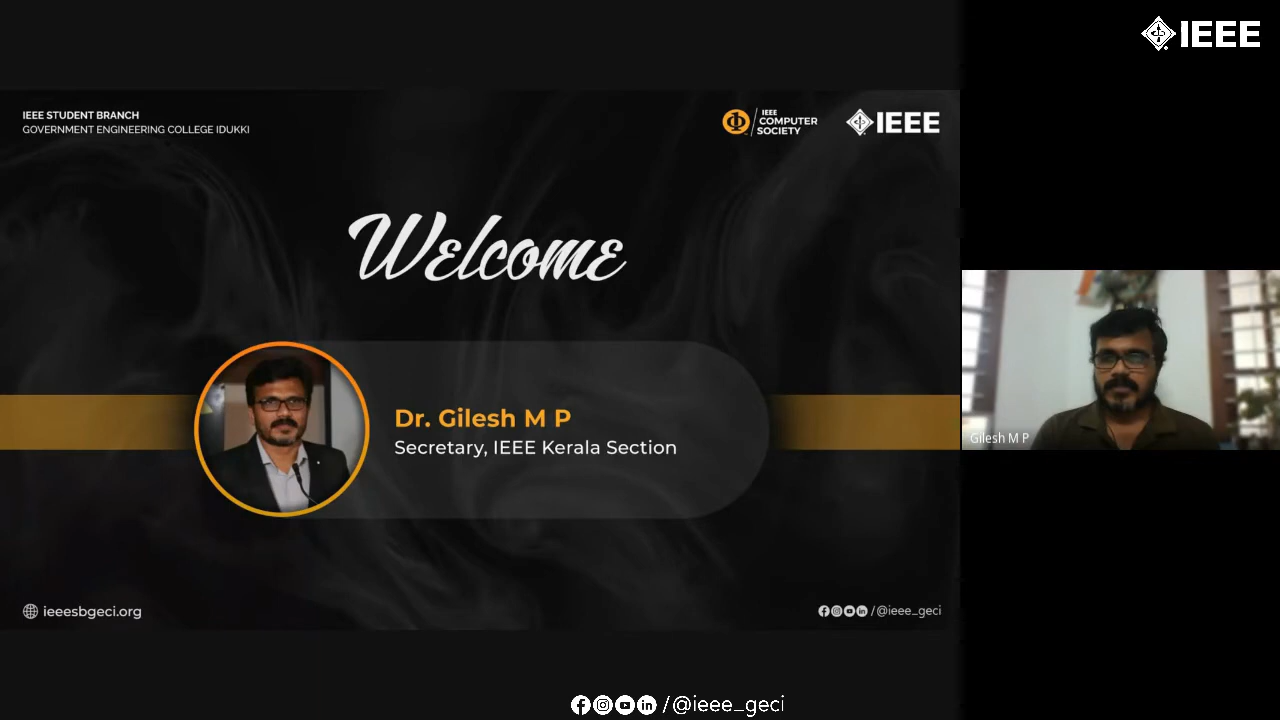 IEEE
IEEE STUDENT BRANCH
GOVERNMENT ENGINEERING COLLEGE IDUKKI
IEEE
COMPUTER
SOCIETY
IEEE
Welcome
Dr. Gilesh M P
Secretary, IEEE Kerala Section
Gilesh M P
ieeesbgeci.org
/@ieee_geci
/@ieee_geci